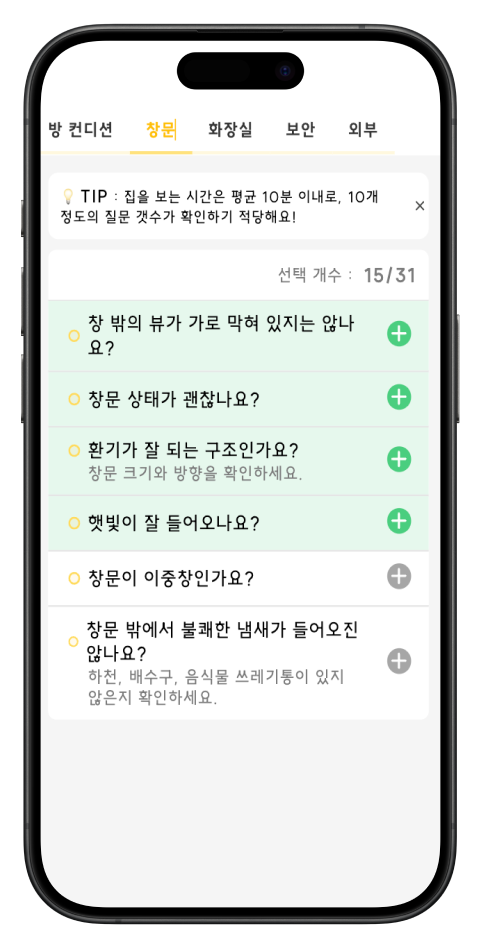 방 컨디션 창문 화장실 보안 외부
TIP : 집을 보는 시간은 평균 10분 이내로, 10개
정도의 질문 갯수가 확인하기 적당해요!
×
선택 개수 : 15/31
창 밖의 뷰가 가로 막혀 있지는 않나
요?
창문 상태가 괜찮나요?
환기가 잘 되는 구조인가요?
창문 크기와 방향을 확인하세요.
햇빛이 잘 들어오나요?
창문이 이중창인가요?
창문 밖에서 불쾌한 냄새가 들어오진
않나요?
하천, 배수구, 음식물 쓰레기통이 있지
않은지 확인하세요.